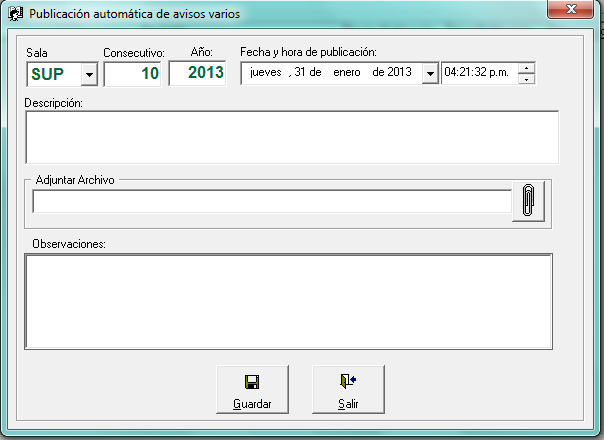 Publicación automática de avisos varios
Sala Consecutivo: Año: Fecha y hora de publicación:
SUP 10 2013 jueves , 31 de enero de 2013 04:21:32 p.m.
Descripción:
Adjuntar Archivo
Observaciones:
Guardar Salir